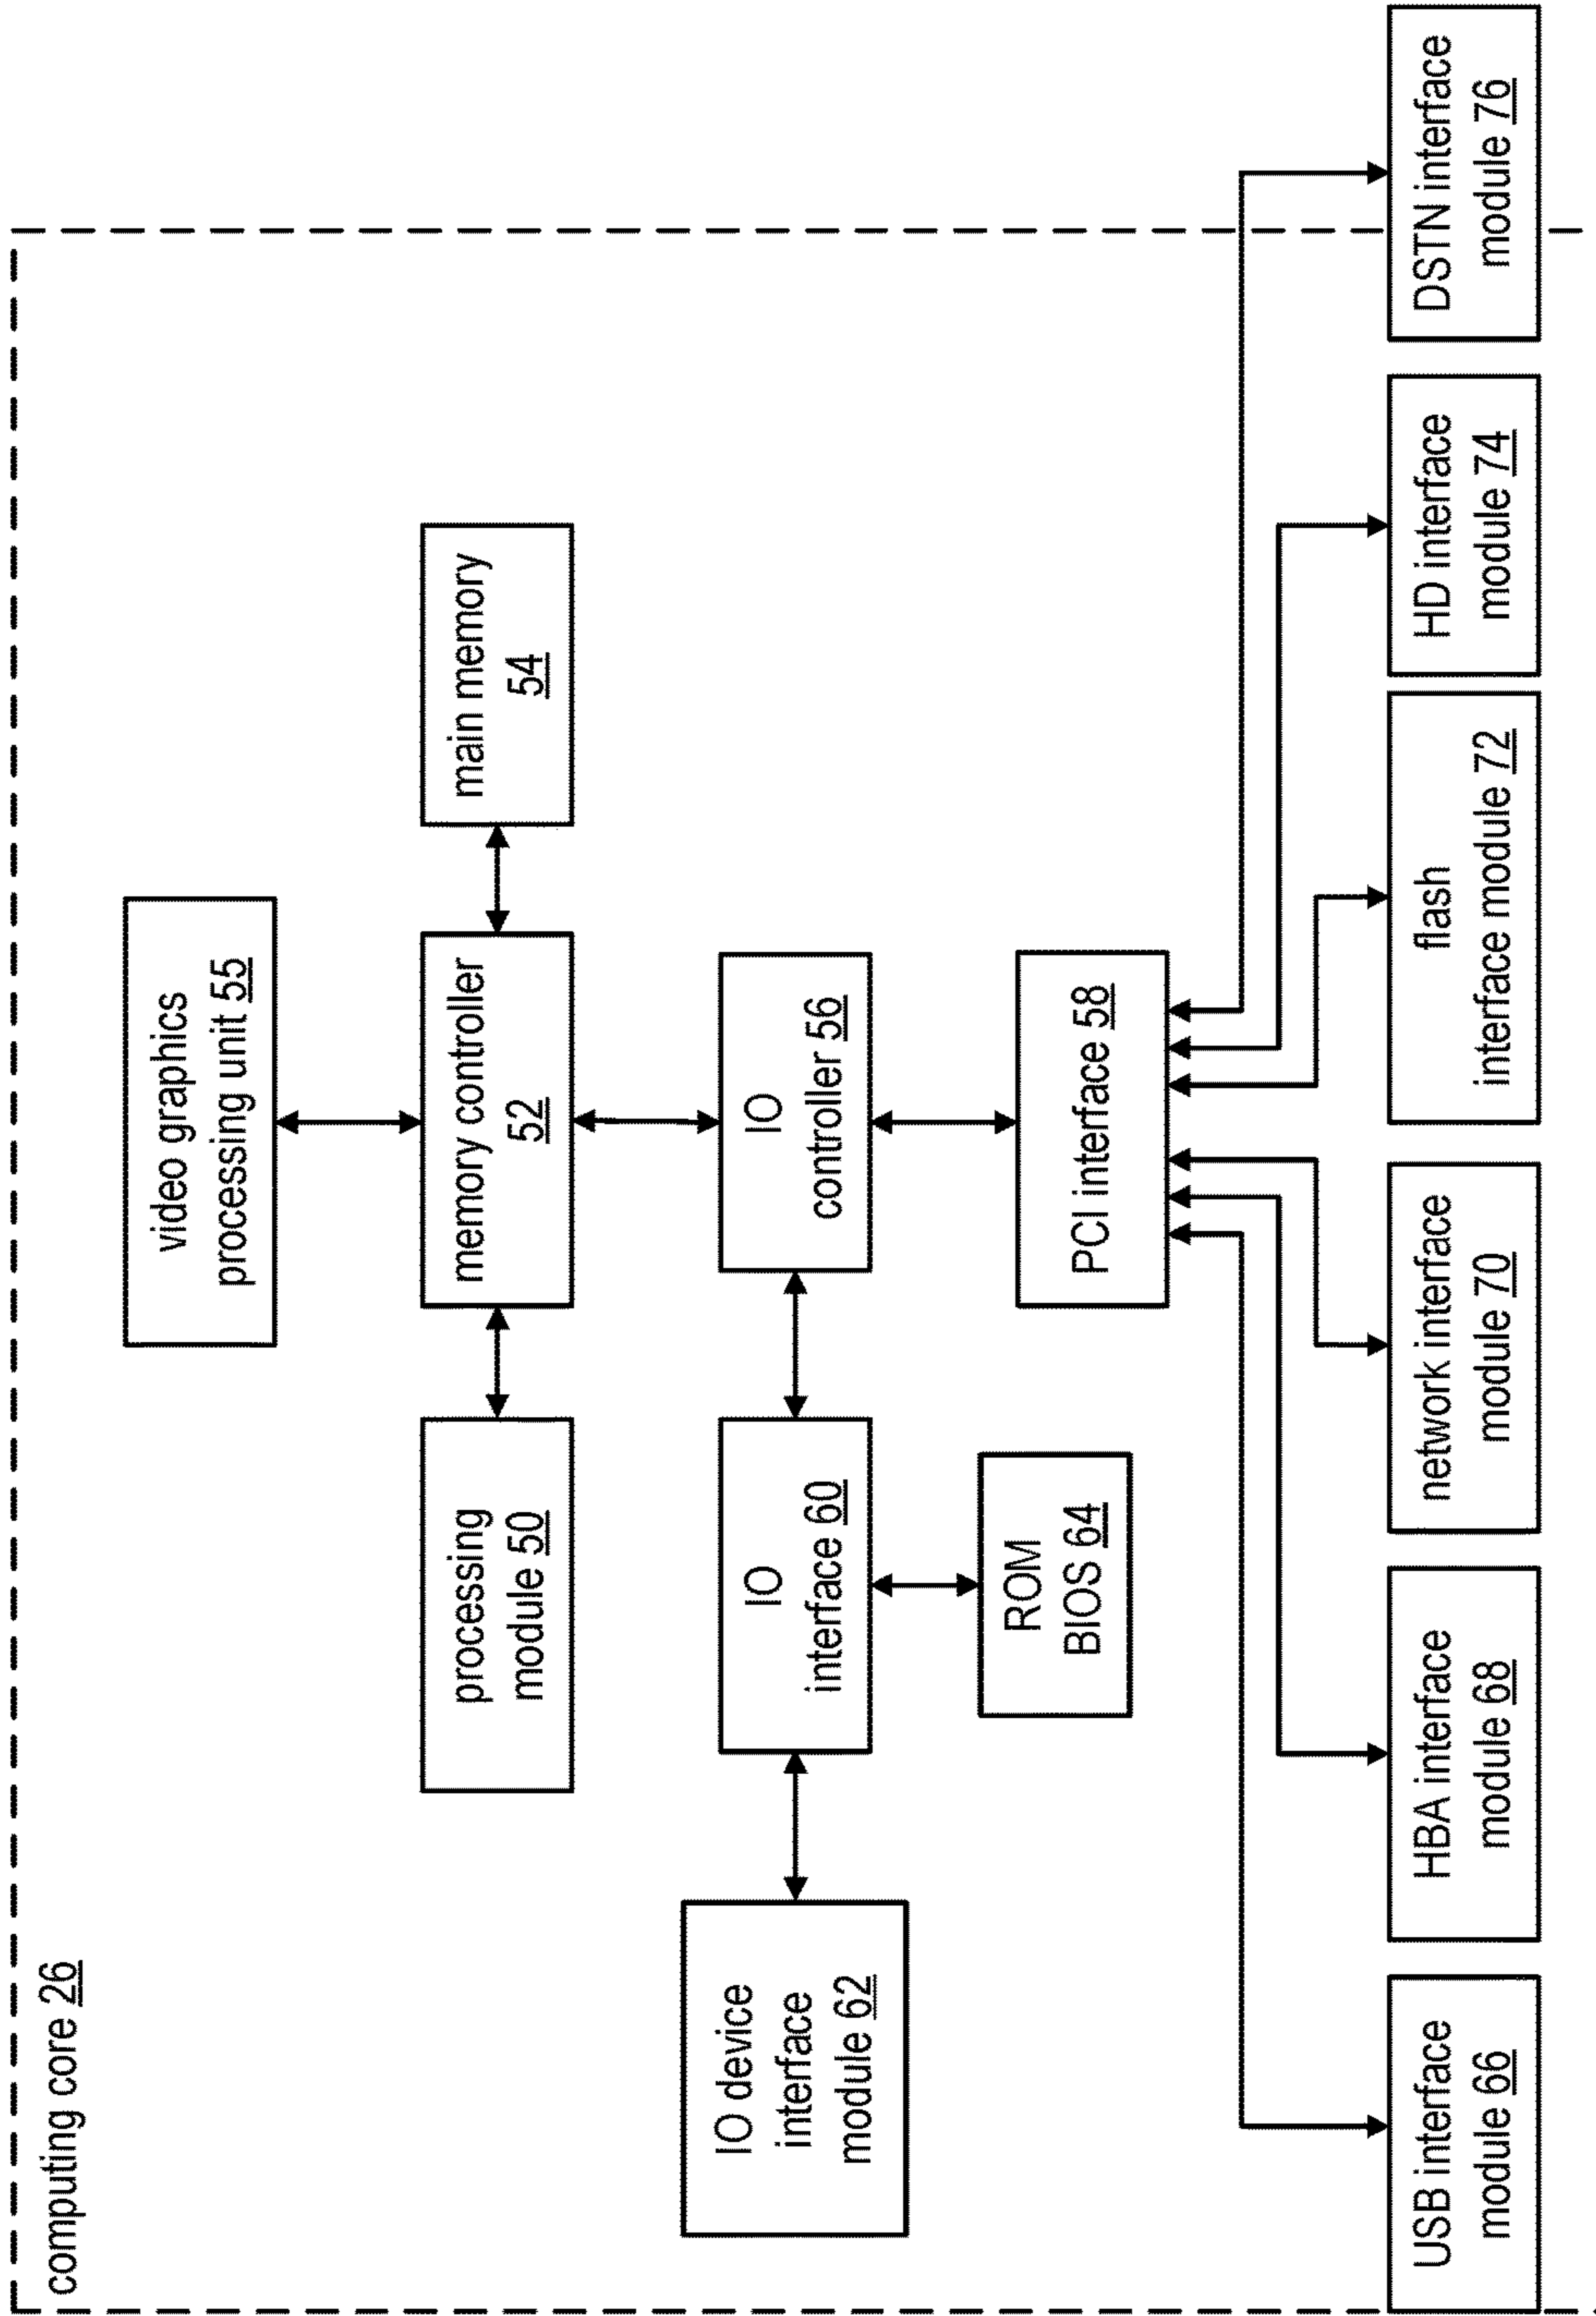 computing core 26
video graphics
processing unit 55
processing
module 50
memory controller
52
main memory
54
IO device
interface
module 62
IO
interface 60
IO
controller 56
ROM
BIOS 64
PCI interface 58
USB interface
module 66
HBA interface
module 68
network interface
module 70
flash
interface module 72
HD interface
module 74
DSTN interface
module 76